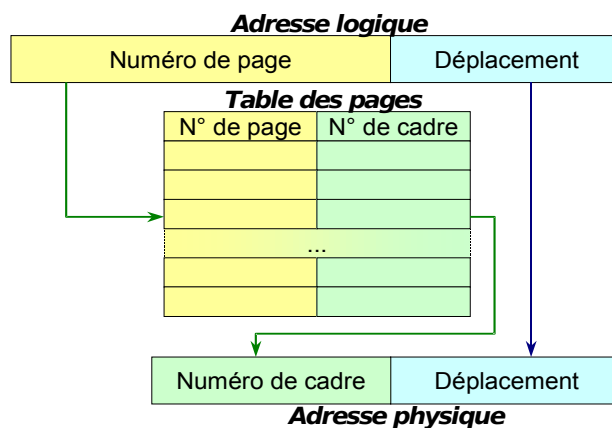 Adresse logique
Numéro de page Déplacement
Table des pages
N° de page N° de cadre
...
Numéro de cadre Déplacement
Adresse physique